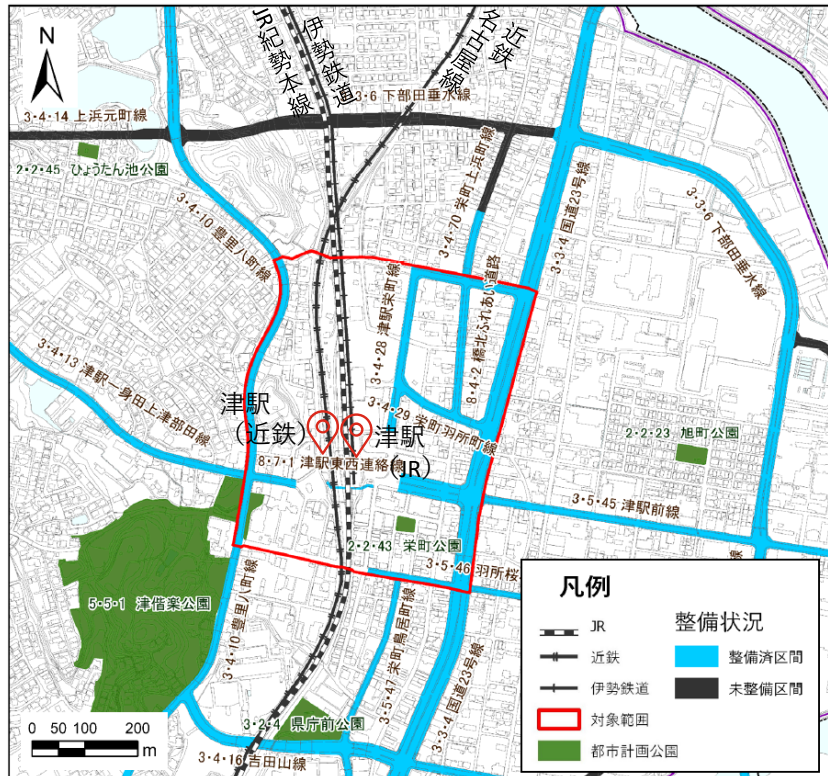 N
JR紀勢本線
伊勢鉄道
近鉄
名古屋線
3・4・14 上浜元町線
3・6 下部田垂水線
2・2・45 ひょうたん池公園
3・4・10 豊里八町線
3・4・70 栄町上浜町線
3・3・4 国道23号線
3・3・6 下部田垂水線
3・4・28 津駅栄町線
8・4・2 橋北ふれあい道路
3・4・13 津駅一身田上津部田線
津駅
(近鉄)
3・4・29 栄町羽所町線
津駅
(JR)
2・2・23 旭町公園
8・7・1 津駅東西連絡線
3・5・45 津駅前線
2・2・43 栄町公園
3・5・46 羽所桜
線
5・5・1 津偕楽公園
3・4・10 豊里八町線
3・5・47 栄町鳥居町線
3・3・4 国道23号線
3・2・4 県庁前公園
3・4・16 吉田山線
0 50 100 200
m
凡例
JR
近鉄
伊勢鉄道
対象範囲
都市計画公園
整備状況
整備済区間
未整備区間